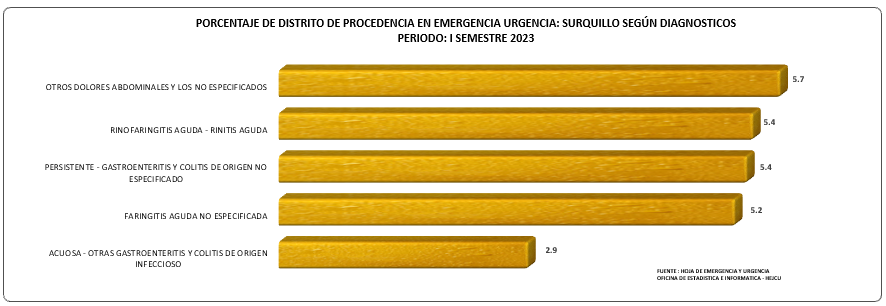 PORCENTAJE DE DISTRITO DE PROCEDENCIA EN EMERGENCIA URGENCIA: SURQUILLO SEGÚN DIAGNOSTICOS
PERIODO: I SEMESTRE 2023
OTROS DOLORES ABDOMINALES Y LOS NO ESPECIFICADOS
5.7
RINOFARINGITIS AGUDA - RINITIS AGUDA
5.4
PERSISTENTE - GASTROENTERITIS Y COLITIS DE ORIGEN NO
ESPECIFICADO
5.4
FARINGITIS AGUDA NO ESPECIFICADA
5.2
ACUOSA - OTRAS GASTROENTERITIS Y COLITIS DE ORIGEN
INFECCIOSO
2.9
FUENTE : HOJA DE EMERGENCIA Y URGENCIA
OFICINA DE ESTADISTICA E INFORMATICA - HEJCU